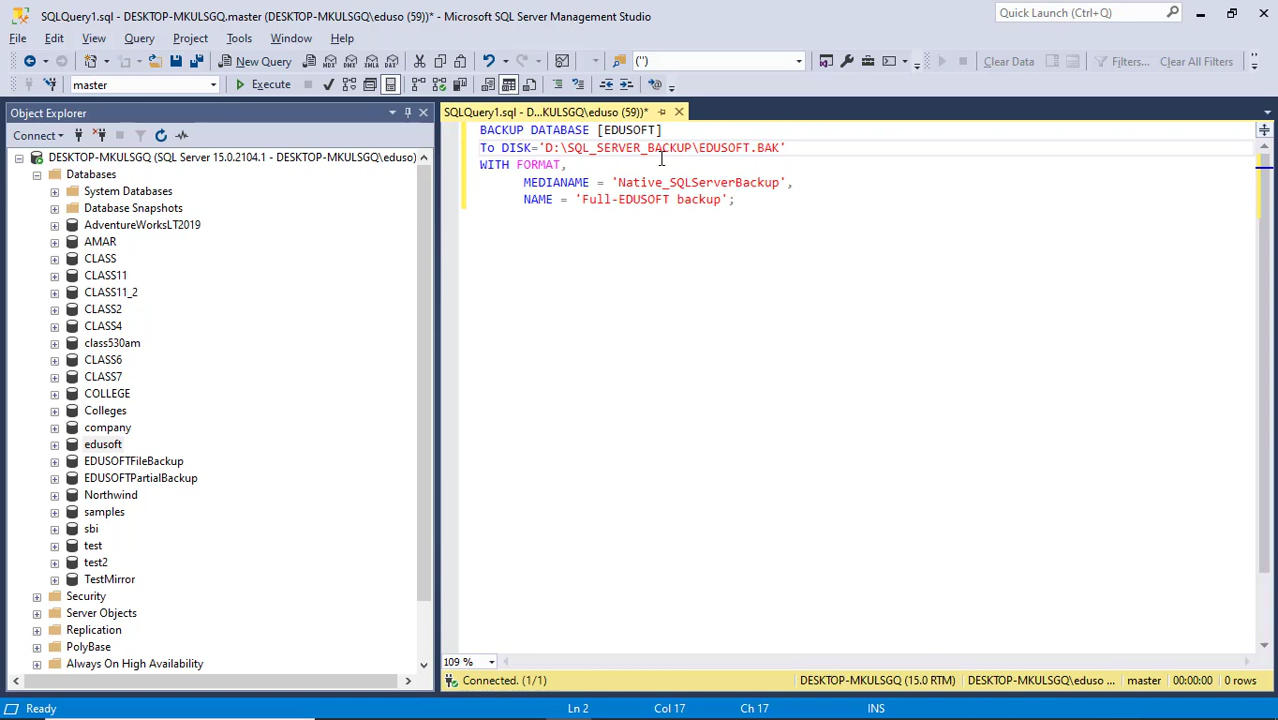 SQLQuery1.sql - DESKTOP-MKULSGQ.master (DESKTOP-MKULSGQ\eduso (59))* - Microsoft SQL Server Management Studio
Quick Launch (Ctrl+Q)
File Edit View Query Project Tools Window Help
New Query
MDX DMX XMLA DAX
('')
Filters...
Clear All Filters
master
Execute
Clear Data
Object Explorer
SQLQuery1.sql - D...KULSGQ\eduso (59))*
Connect
DESKTOP-MKULSGQ (SQL Server 15.0.2104.1 - DESKTOP-MKULSGQ\eduso)
Databases
System Databases
Database Snapshots
AdventureWorksLT2019
AMAR
CLASS
CLASS11
CLASS11_2
CLASS2
CLASS4
class530am
CLASS6
CLASS7
COLLEGE
Colleges
company
edusoft
EDUSOFTFileBackup
EDUSOFTPartialBackup
Northwind
samples
sbi
test
test2
TestMirror
Security
Server Objects
Replication
PolyBase
Always On High Availability
BACKUP DATABASE [EDUSOFT]
To DISK='D:\SQL_SERVER_BACKUP\EDUSOFT.BAK'
WITH FORMAT,
MEDIANAME = 'Native_SQLServerBackup',
NAME = 'Full-EDUSOFT backup';
109 %
Connected. (1/1)
DESKTOP-MKULSGQ (15.0 RTM)
DESKTOP-MKULSGQ\eduso ...
master
00:00:00
0 rows
Ready
Ln 2
Col 17
Ch 17
INS